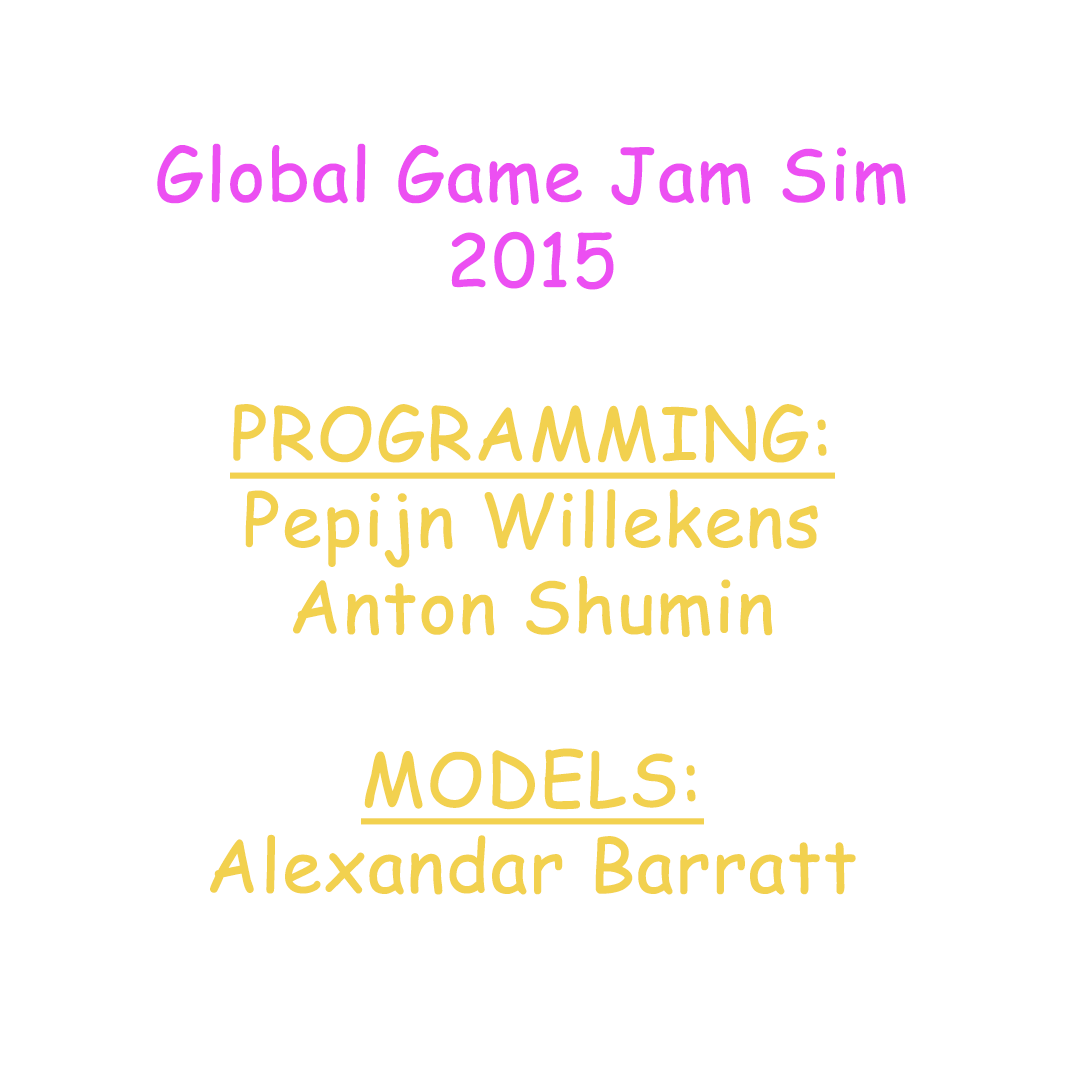 Global Game Jam Sim
2015
PROGRAMMING:
Pepijn Willekens
Anton Shumin
MODELS:
Alexandar Barratt